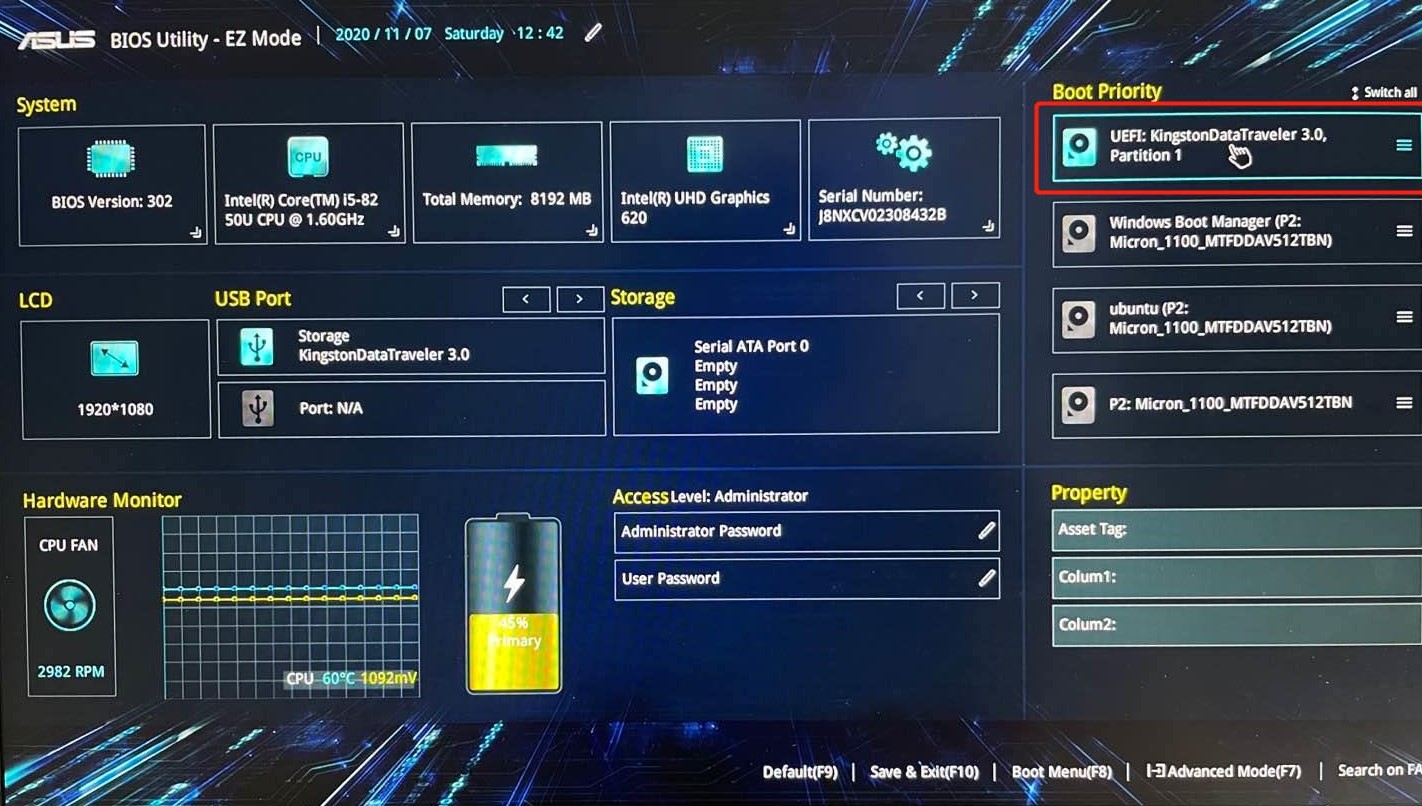 ASUS BIOS Utility - EZ Mode 2020 / 11 / 07 Saturday 12 : 42
System
BIOS Version: 302
Intel(R) Core(TM) i5-82
50U CPU @ 1.60GHz
CPU
Total Memory: 8192 MB
Intel(R) UHD Graphics
620
Serial Number:
J8NXCV02308432B
LCD
1920*1080
USB Port
< >
Storage
KingstonDataTraveler 3.0
Port: N/A
Storage
< >
Serial ATA Port 0
Empty
Empty
Empty
Hardware Monitor
CPU FAN
2982 RPM
CPU 60°C 1092mV
45%
Primary
Access Level: Administrator
Administrator Password
User Password
Boot Priority
Switch all
UEFI: KingstonDataTraveler 3.0,
Partition 1
Windows Boot Manager (P2:
Micron_1100_MTFDDAV512TBN)
ubuntu (P2:
Micron_1100_MTFDDAV512TBN)
P2: Micron_1100_MTFDDAV512TBN
Property
Asset Tag:
Colum1:
Colum2:
Default(F9) | Save & Exit(F10) | Boot Menu(F8) | Advanced Mode(F7) | Search on FA